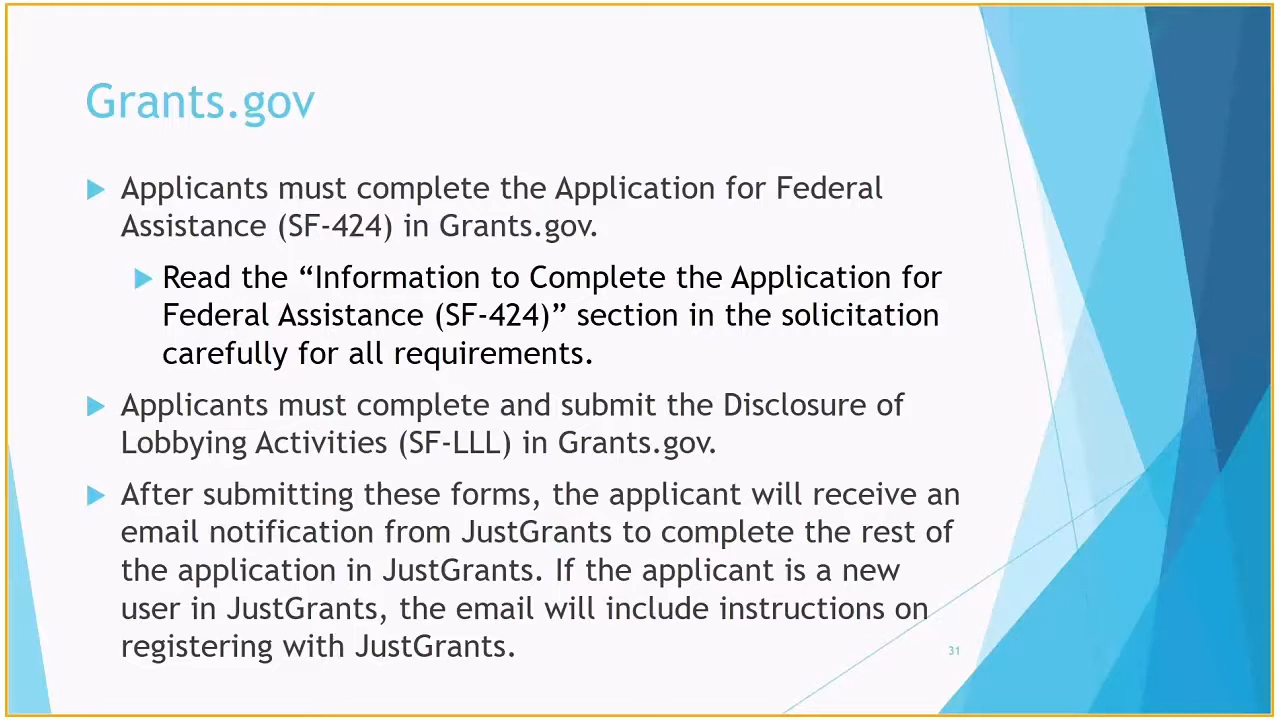 Grants.gov
Applicants must complete the Application for Federal
Assistance (SF-424) in Grants.gov.
Read the “Information to Complete the Application for
Federal Assistance (SF-424)” section in the solicitation
carefully for all requirements.
Applicants must complete and submit the Disclosure of
Lobbying Activities (SF-LLL) in Grants.gov.
After submitting these forms, the applicant will receive an
email notification from JustGrants to complete the rest of
the application in JustGrants. If the applicant is a new
user in JustGrants, the email will include instructions on
registering with JustGrants.
31